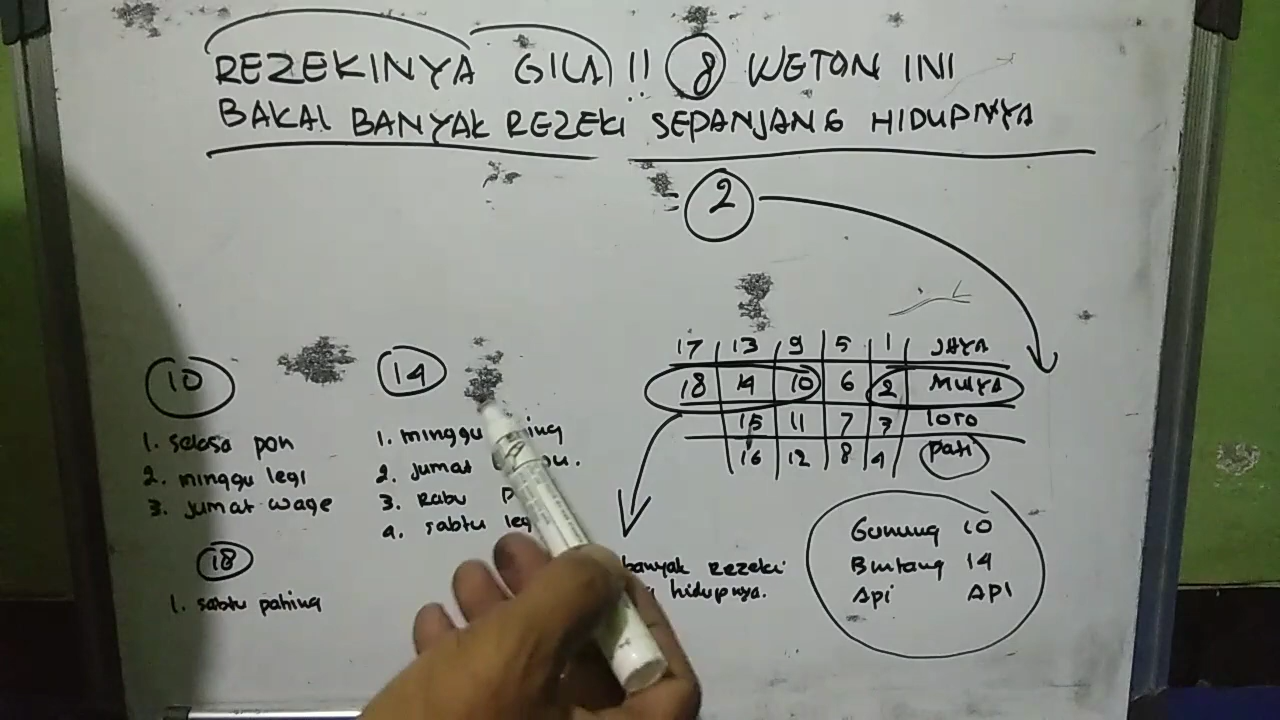 REZEKINYA GILA !! 8 WETON INI
BAKAL BANYAK REZEKI SEPANJANG HIDUPNYA
= 2
17 13 9 5 1 JAYA
18 14 10 6 2 MULYA
15 11 7 3 loro
16 12 8 4 pati
10
1. selasa pon
2. minggu legi
3. jumat wage
14
1. minggu
2. jumat
3. Rabu
4. sabtu
18
1. sabtu pahing
banyak Rezeki
hidupnya.
Gunung 10
Bintang 14
Api API